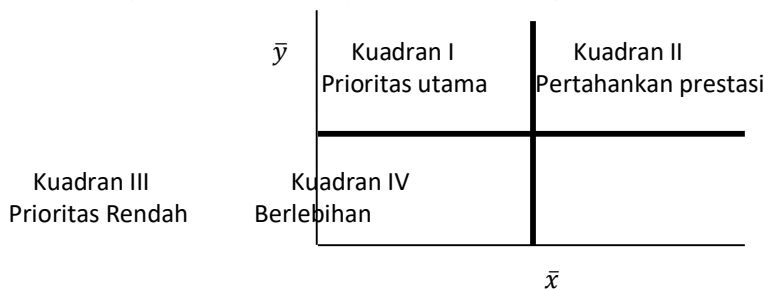 ȳ Kuadran I Kuadran II
Prioritas utama Pertahankan prestasi
Kuadran III Kuadran IV
Prioritas Rendah Berlebihan
x̄